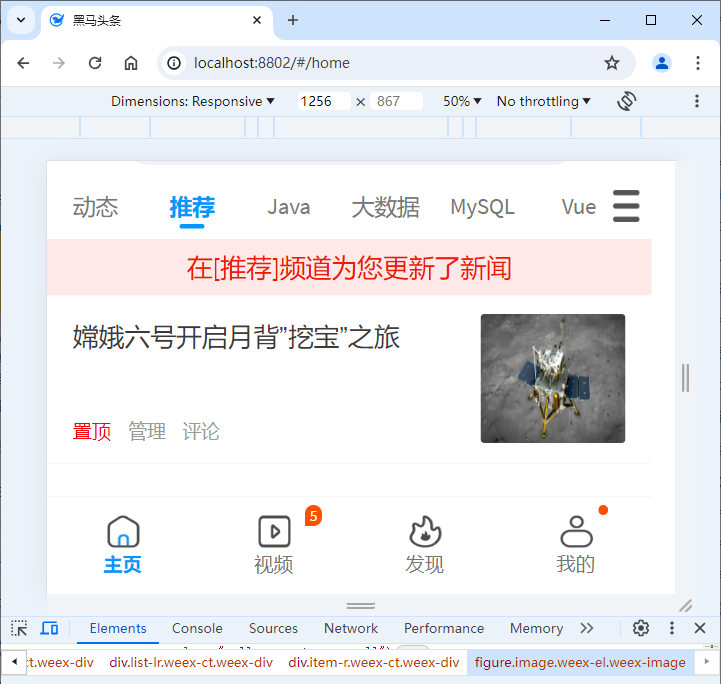 黑马头条
localhost:8802/#/home
Dimensions: Responsive 1256 × 867 50% No throttling
动态 推荐 Java 大数据 MySQL Vue
在[推荐]频道为您更新了新闻
嫦娥六号开启月背”挖宝”之旅
置顶 管理 评论
5
主页 视频 发现 我的
Elements Console Sources Network Performance Memory
ct.weex-div div.list-lr.weex-ct.weex-div div.item-r.weex-ct.weex-div figure.image.weex-el.weex-image